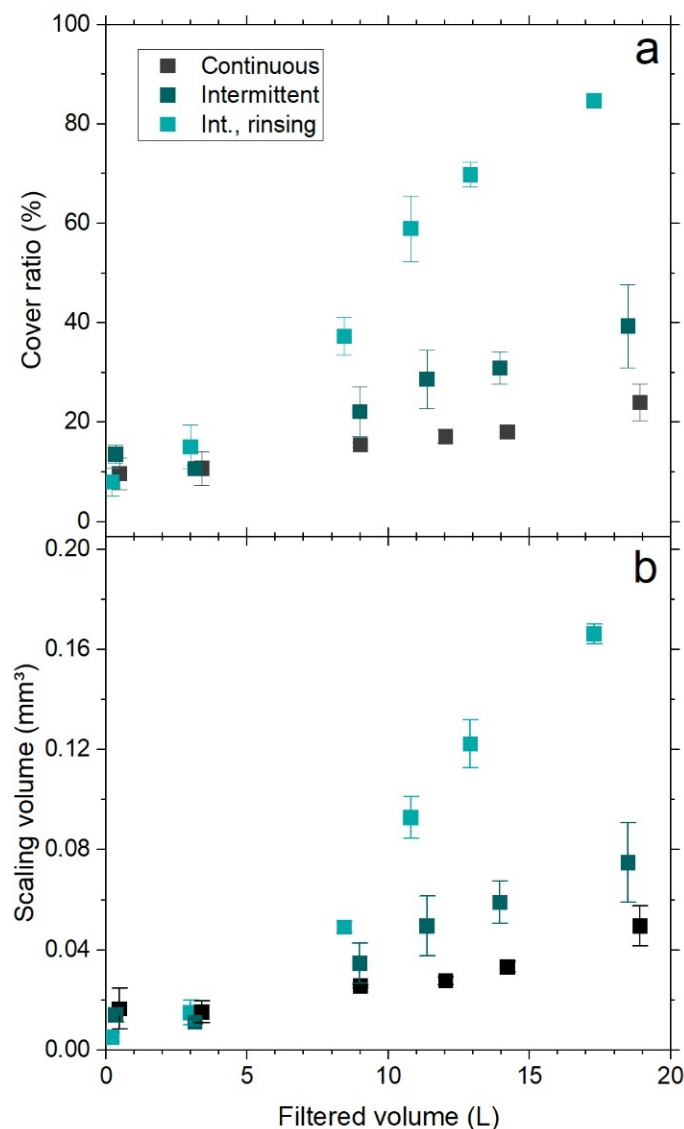 100
80
60
40
20
0
Cover ratio (%)
a
Continuous
Intermittent
Int., rinsing
0.20
0.16
0.12
0.08
0.04
0.00
Scaling volume (mm³)
b
0 5 10 15 20
Filtered volume (L)